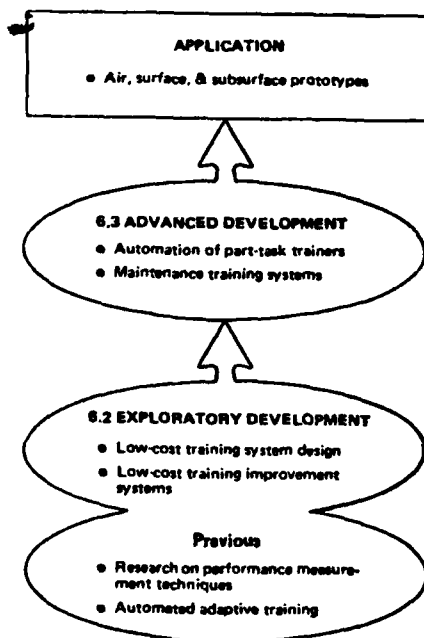 APPLICATION
● Air, surface, & subsurface prototypes
6.3 ADVANCED DEVELOPMENT
● Automation of part-task trainers
● Maintenance training systems
6.2 EXPLORATORY DEVELOPMENT
● Low-cost training system design
● Low-cost training improvement
systems
Previous
● Research on performance measure-
ment techniques
● Automated adaptive training